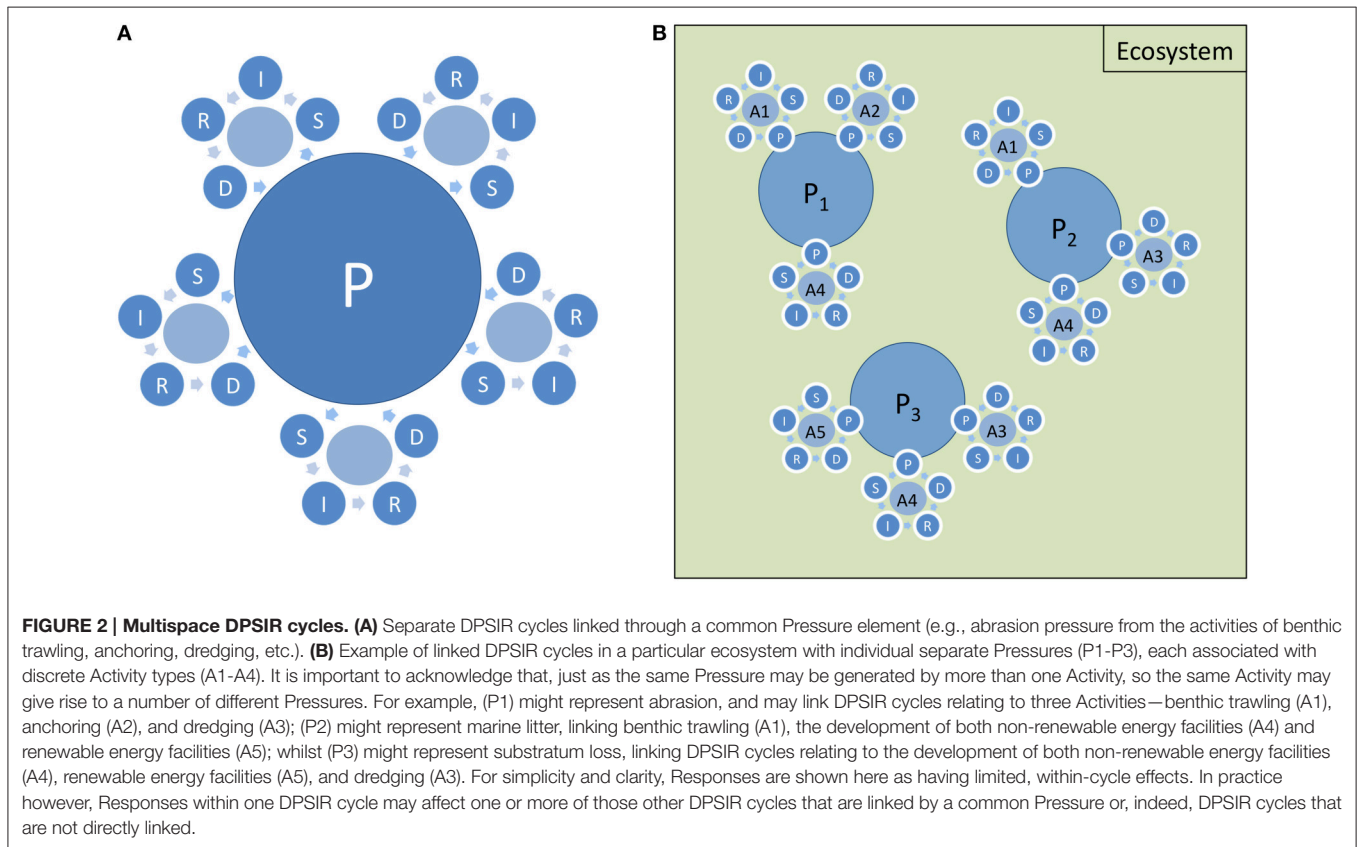 A
I
R
S
D
R
D
I
S
P
S
I
R
D
D
R
S
I
S
D
I
R
B
Ecosystem
I
R
S
A1
D
P
R
D
I
A2
P
S
P1
P
S
D
A4
I
R
I
R
S
A1
D
P
P2
D
P
R
A3
S
I
P
S
D
A4
I
R
P3
S
I
P
A5
R
D
D
P
R
A3
S
I
P
S
D
A4
I
R
FIGURE 2 | Multispace DPSIR cycles. (A) Separate DPSIR cycles linked through a common Pressure element (e.g., abrasion pressure from the activities of benthic
trawling, anchoring, dredging, etc.). (B) Example of linked DPSIR cycles in a particular ecosystem with individual separate Pressures (P1-P3), each associated with
discrete Activity types (A1-A4). It is important to acknowledge that, just as the same Pressure may be generated by more than one Activity, so the same Activity may
give rise to a number of different Pressures. For example, (P1) might represent abrasion, and may link DPSIR cycles relating to three Activities—benthic trawling (A1),
anchoring (A2), and dredging (A3); (P2) might represent marine litter, linking benthic trawling (A1), the development of both non-renewable energy facilities (A4) and
renewable energy facilities (A5); whilst (P3) might represent substratum loss, linking DPSIR cycles relating to the development of both non-renewable energy facilities
(A4), renewable energy facilities (A5), and dredging (A3). For simplicity and clarity, Responses are shown here as having limited, within-cycle effects. In practice
however, Responses within one DPSIR cycle may affect one or more of those other DPSIR cycles that are linked by a common Pressure or, indeed, DPSIR cycles that
are not directly linked.